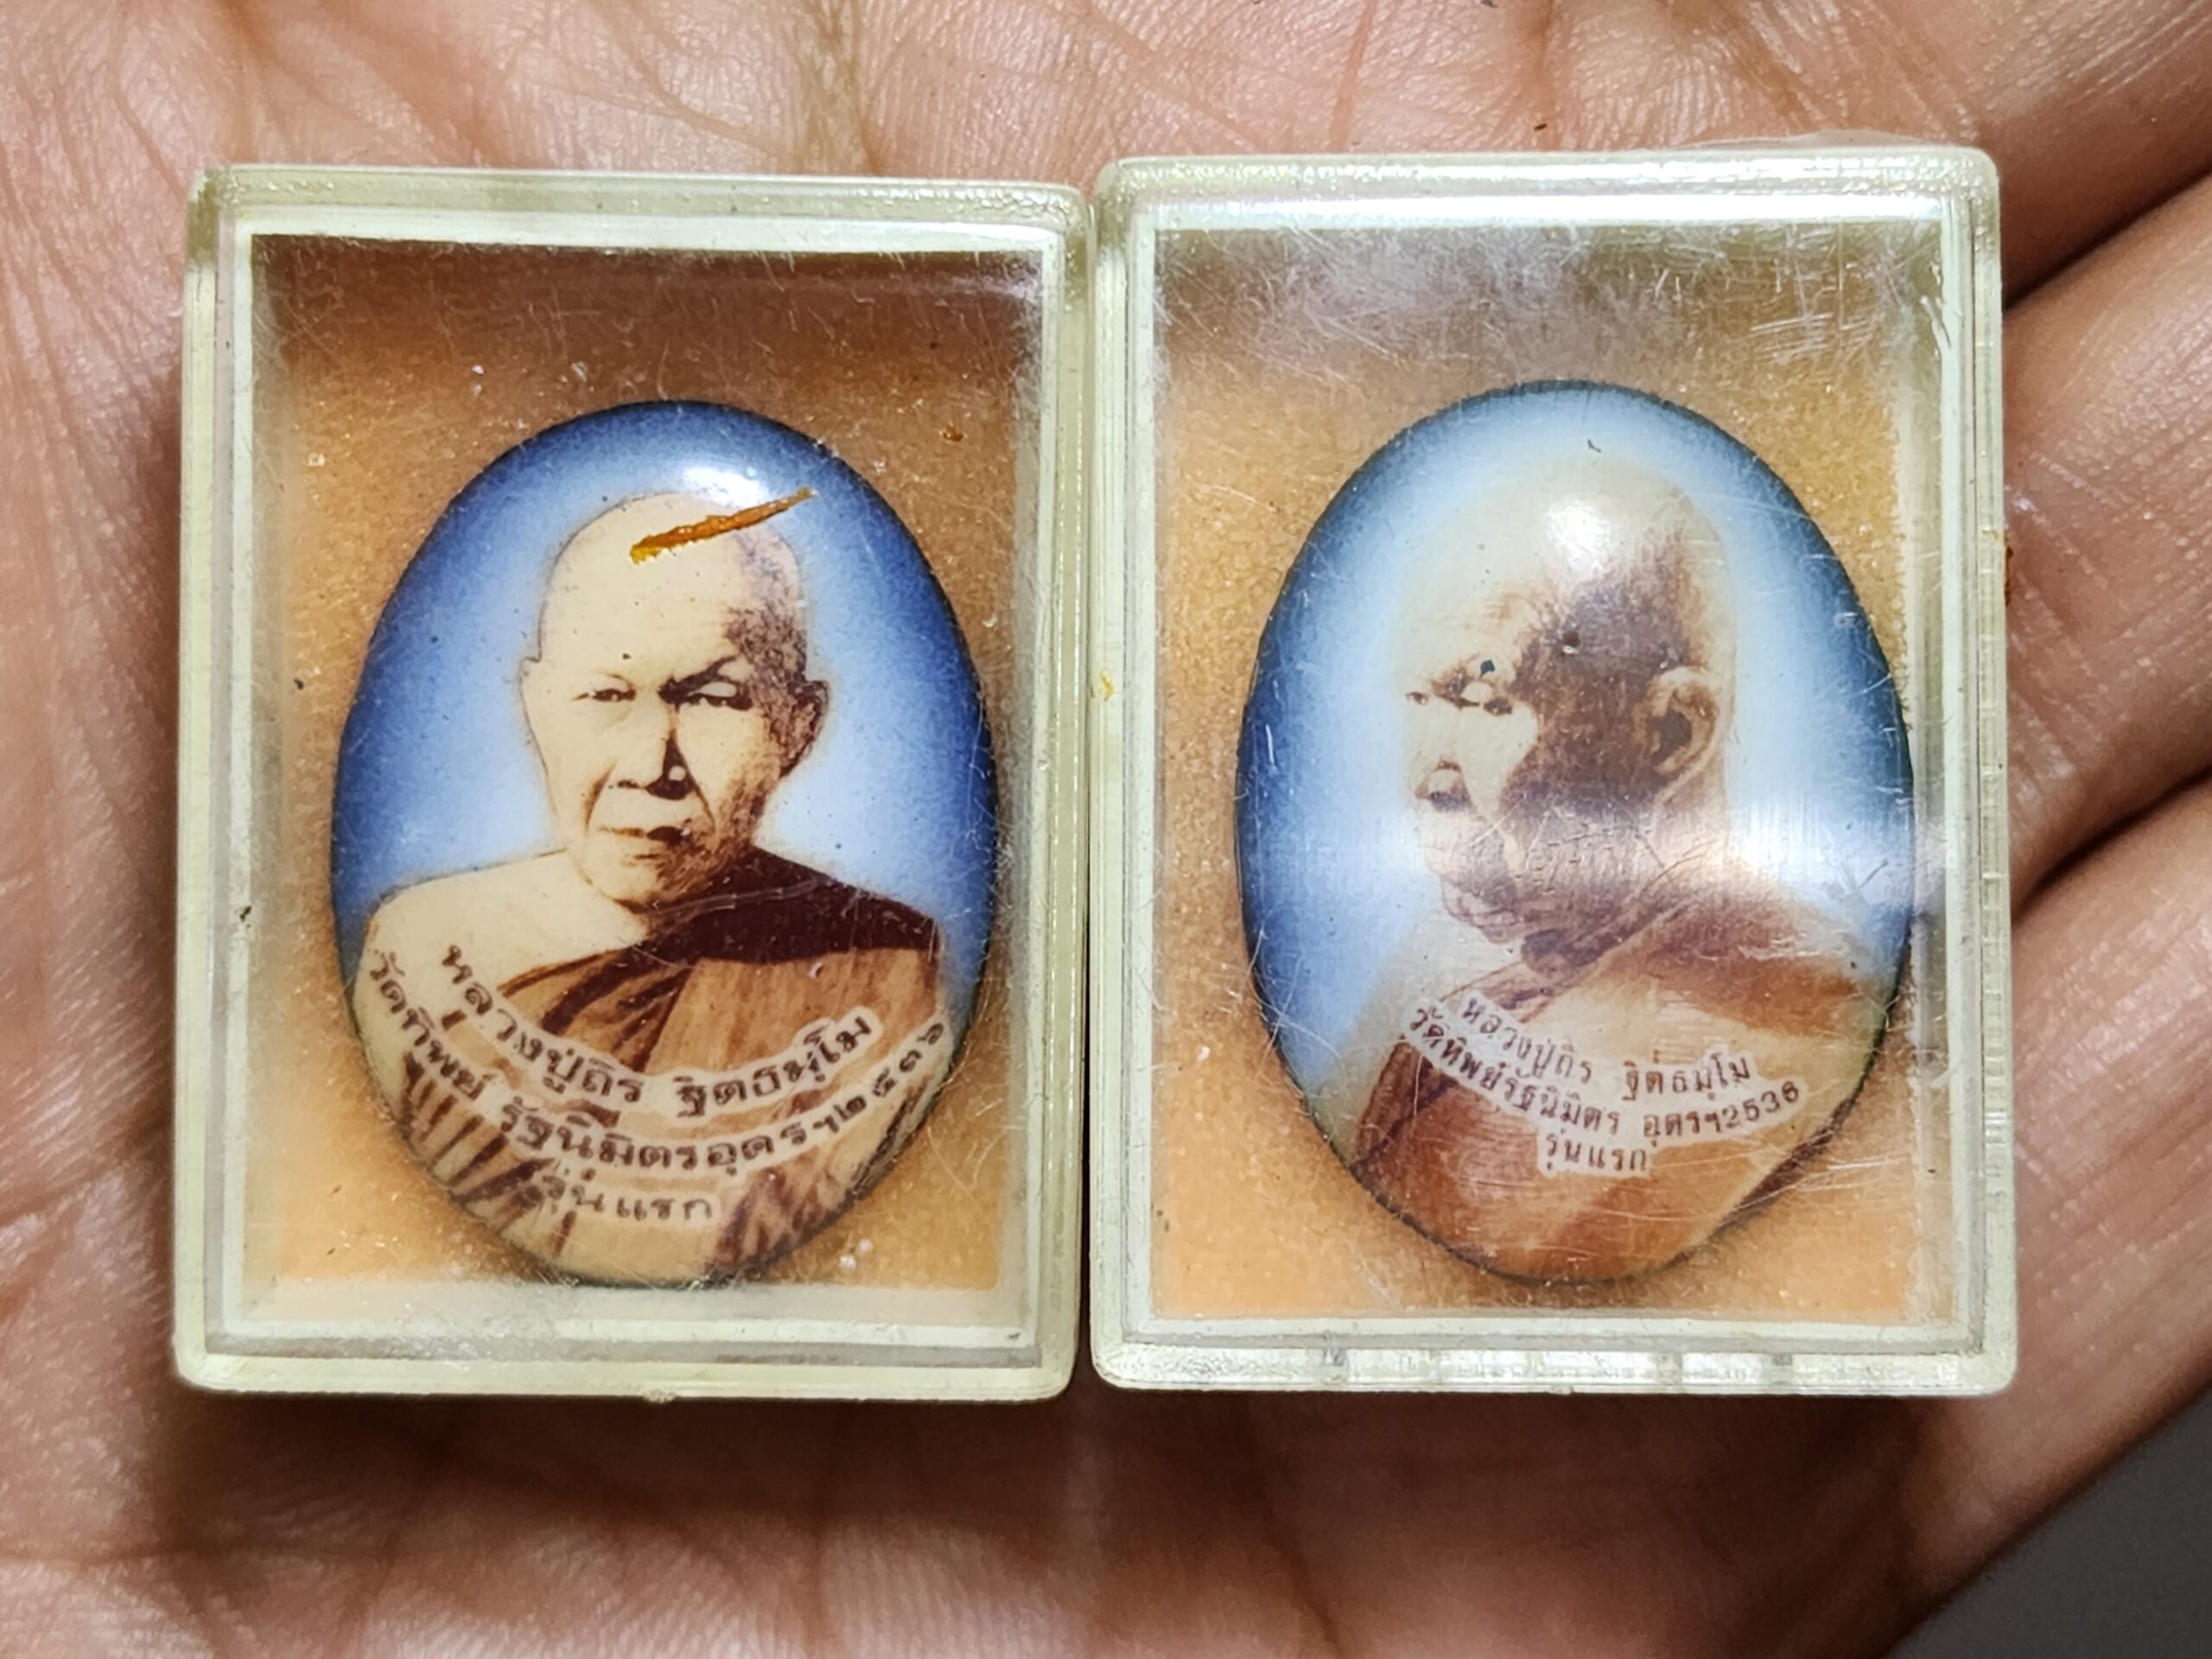 หลวงปู่ถิร ฐิตธมฺโม
วัดทิพย์ รัฐนิมิตรอุดรฯ๒๕๓๖
รุ่นแรก
หลวงปู่ถิร ฐิตธมฺโม
วัดทิพย์รัฐนิมิตร อุดรฯ2536
รุ่นแรก